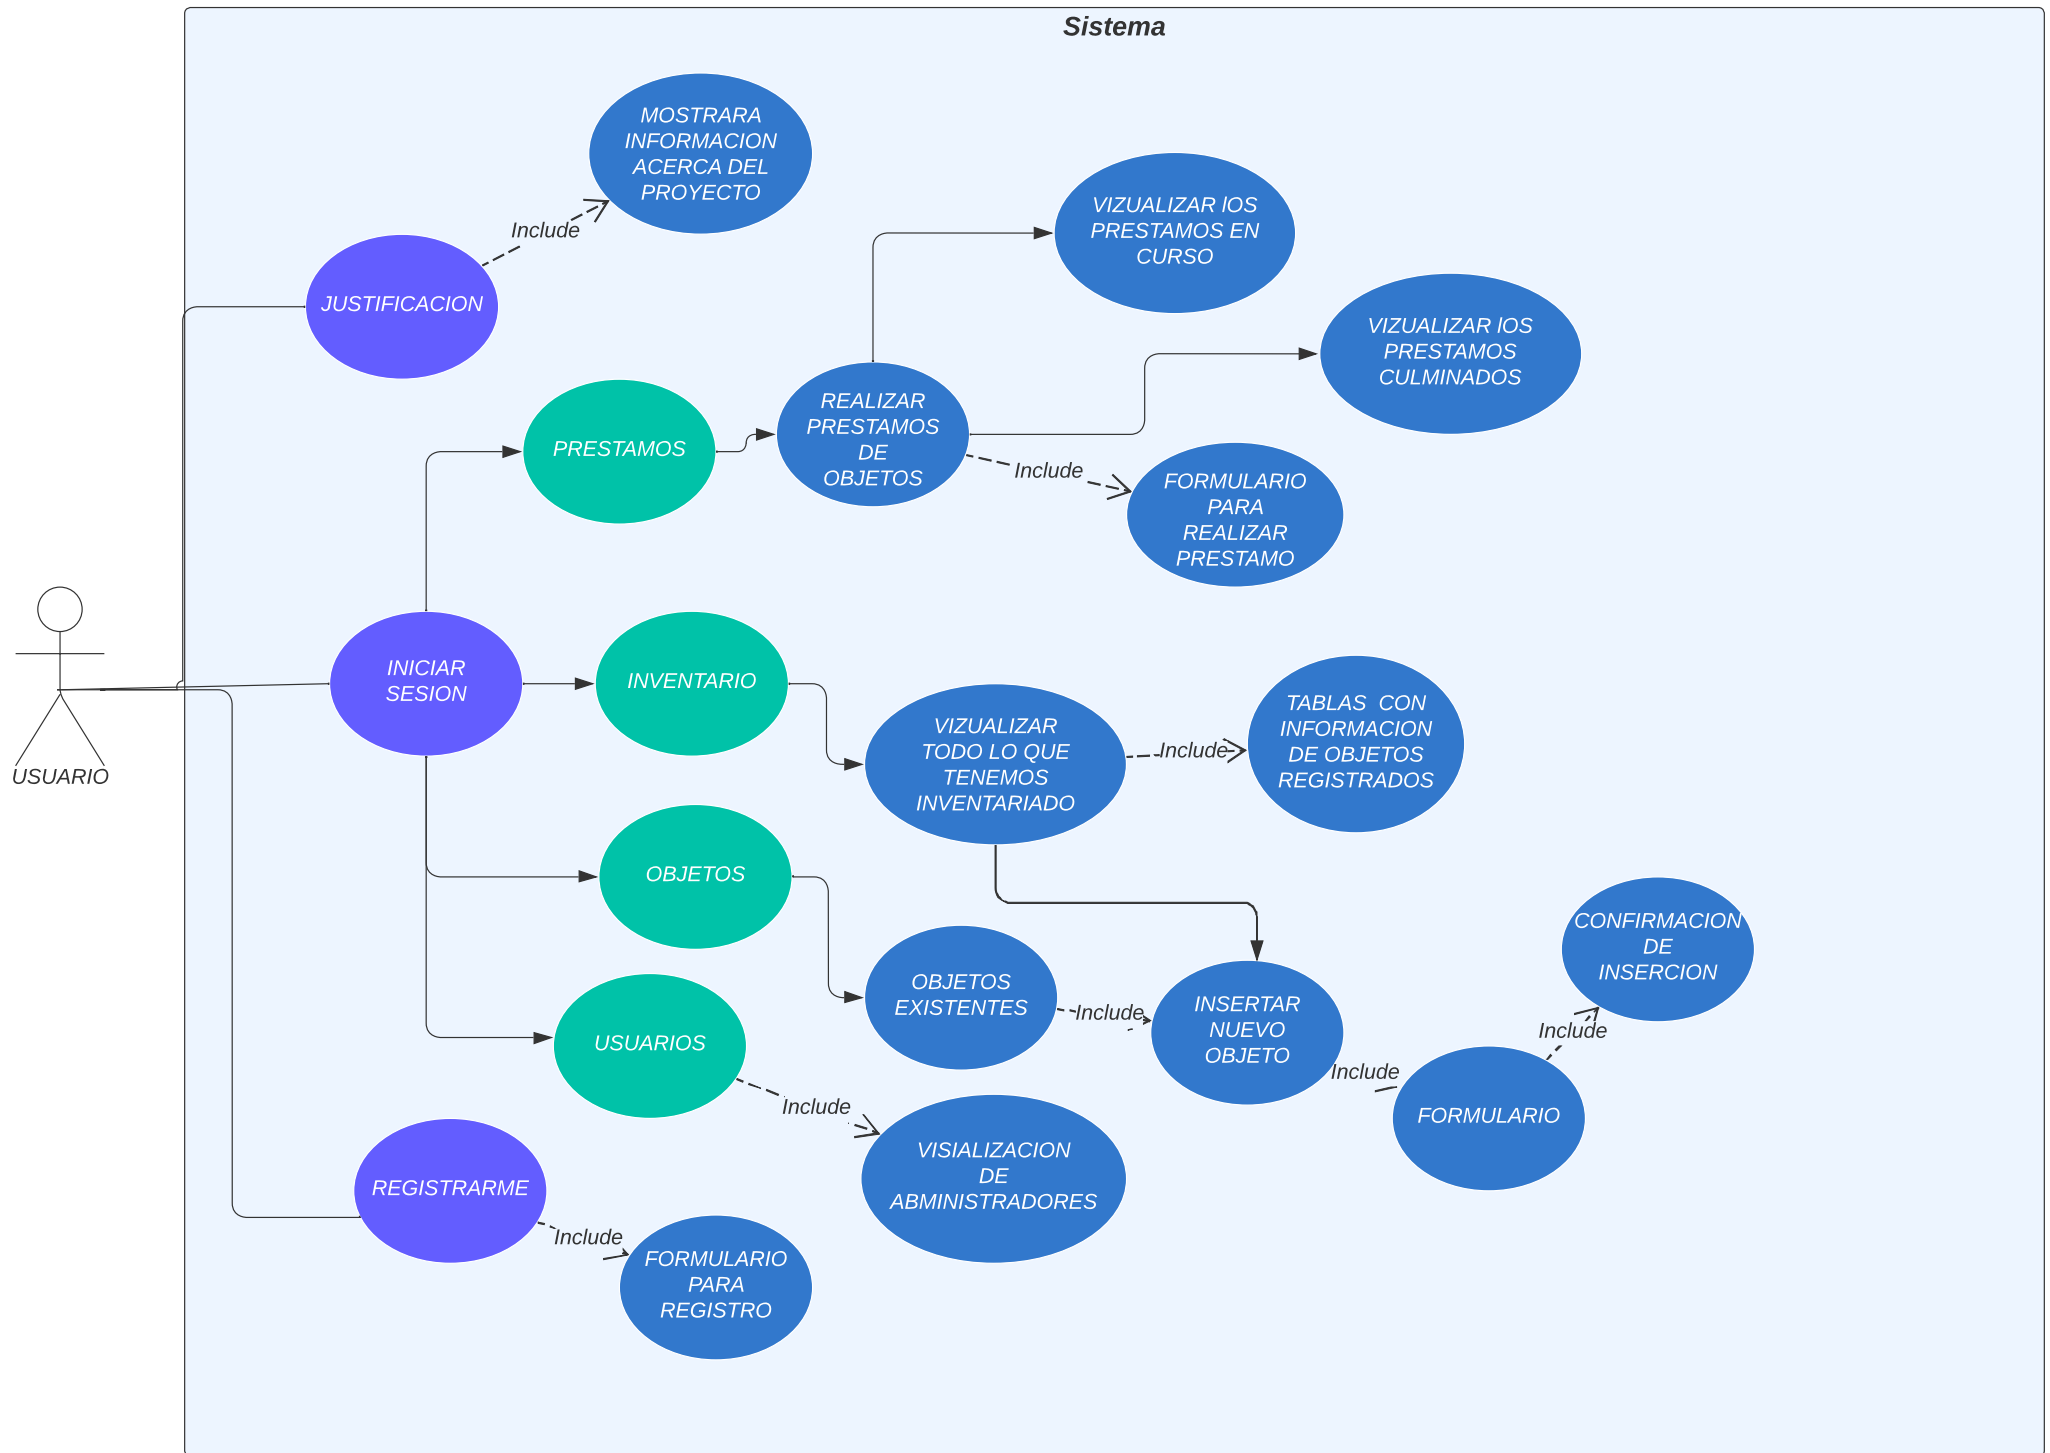 Sistema
MOSTRARA
INFORMACION
ACERCA DEL
PROYECTO
Include
JUSTIFICACION
VIZUALIZAR lOS
PRESTAMOS EN
CURSO
VIZUALIZAR lOS
PRESTAMOS
CULMINADOS
PRESTAMOS
REALIZAR
PRESTAMOS
DE
OBJETOS
Include
FORMULARIO
PARA
REALIZAR
PRESTAMO
USUARIO
INICIAR
SESION
INVENTARIO
VIZUALIZAR
TODO LO QUE
TENEMOS
INVENTARIADO
Include
TABLAS  CON
INFORMACION
DE OBJETOS
REGISTRADOS
OBJETOS
OBJETOS
EXISTENTES
Include
INSERTAR
NUEVO
OBJETO
Include
FORMULARIO
Include
CONFIRMACION
DE
INSERCION
USUARIOS
Include
VISIALIZACION
DE
ABMINISTRADORES
REGISTRARME
Include
FORMULARIO
PARA
REGISTRO